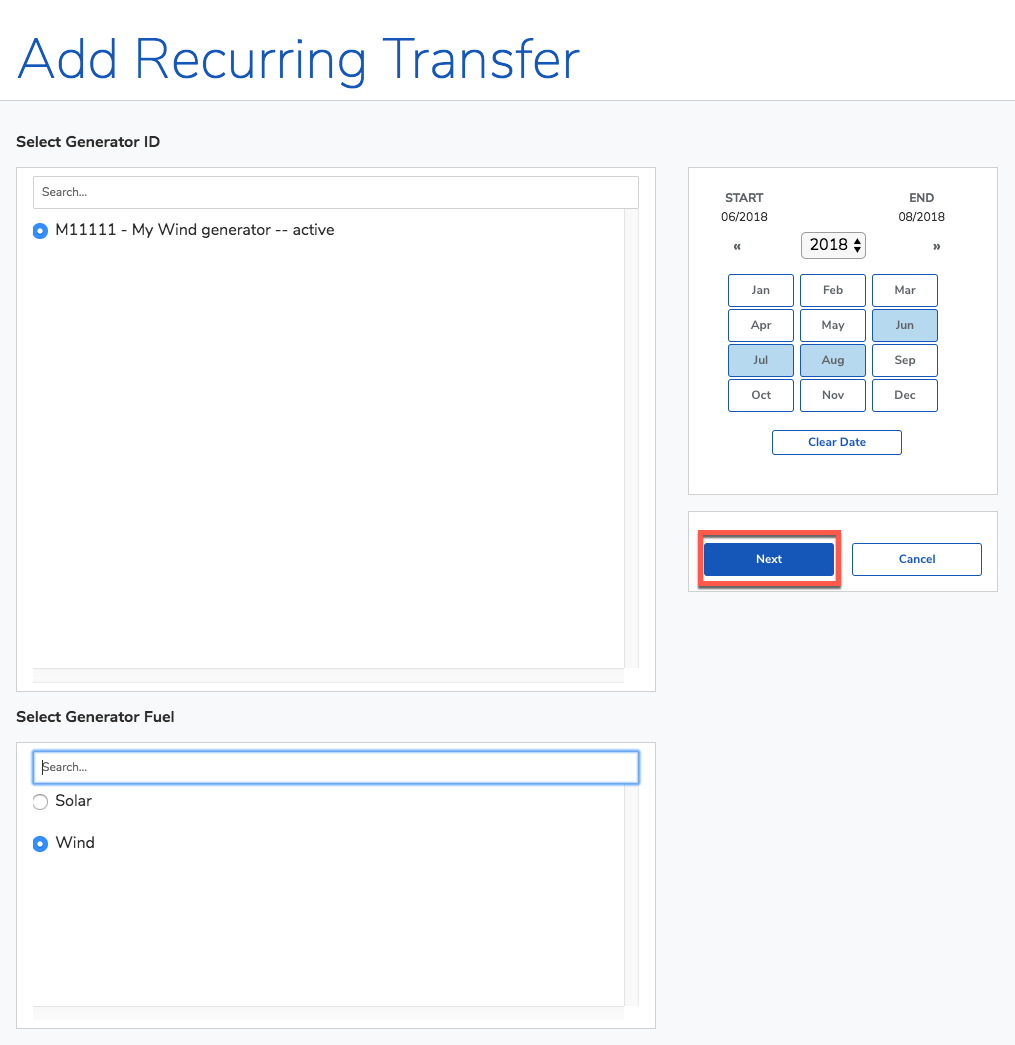 Add Recurring Transfer
Select Generator ID
Search...
M11111 - My Wind generator -- active
START END
06/2018 08/2018
« 2018 »
Jan Feb Mar
Apr May Jun
Jul Aug Sep
Oct Nov Dec
Clear Date
Next Cancel
Select Generator Fuel
Search...
Solar
Wind